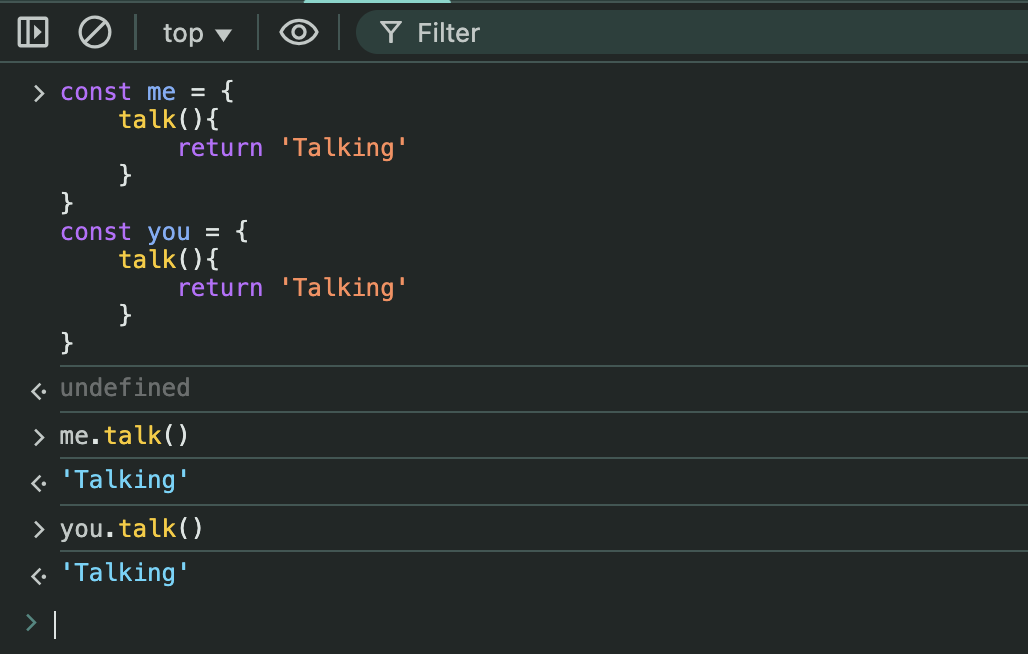 top ▼ Filter
> const me = {
    talk(){
        return 'Talking'
    }
}
const you = {
    talk(){
        return 'Talking'
    }
}
undefined
> me.talk()
'Talking'
> you.talk()
'Talking'
>